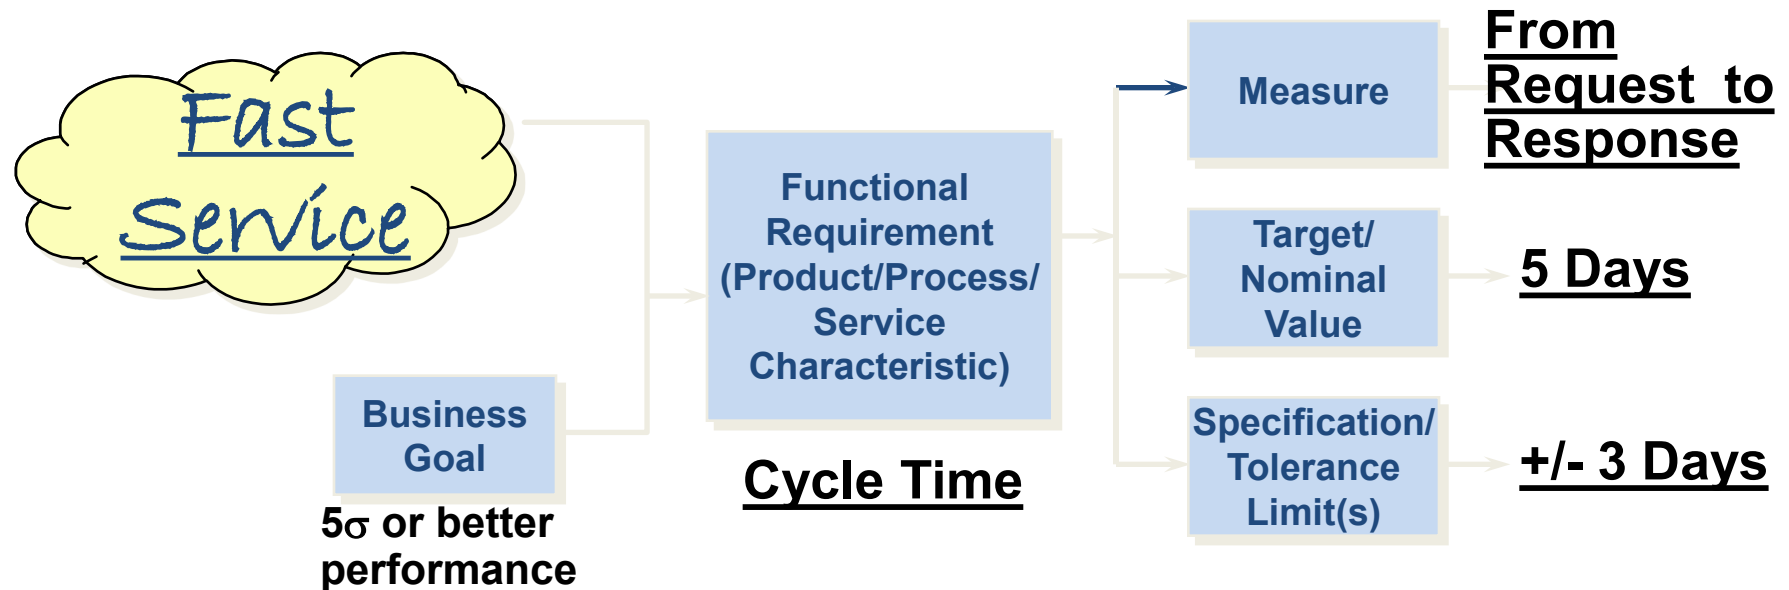 Fast
Service
Business
Goal
5σ or better
performance
Functional
Requirement
(Product/Process/
Service
Characteristic)
Cycle Time
Measure
From
Request to
Response
Target/
Nominal
Value
5 Days
Specification/
Tolerance
Limit(s)
+/- 3 Days